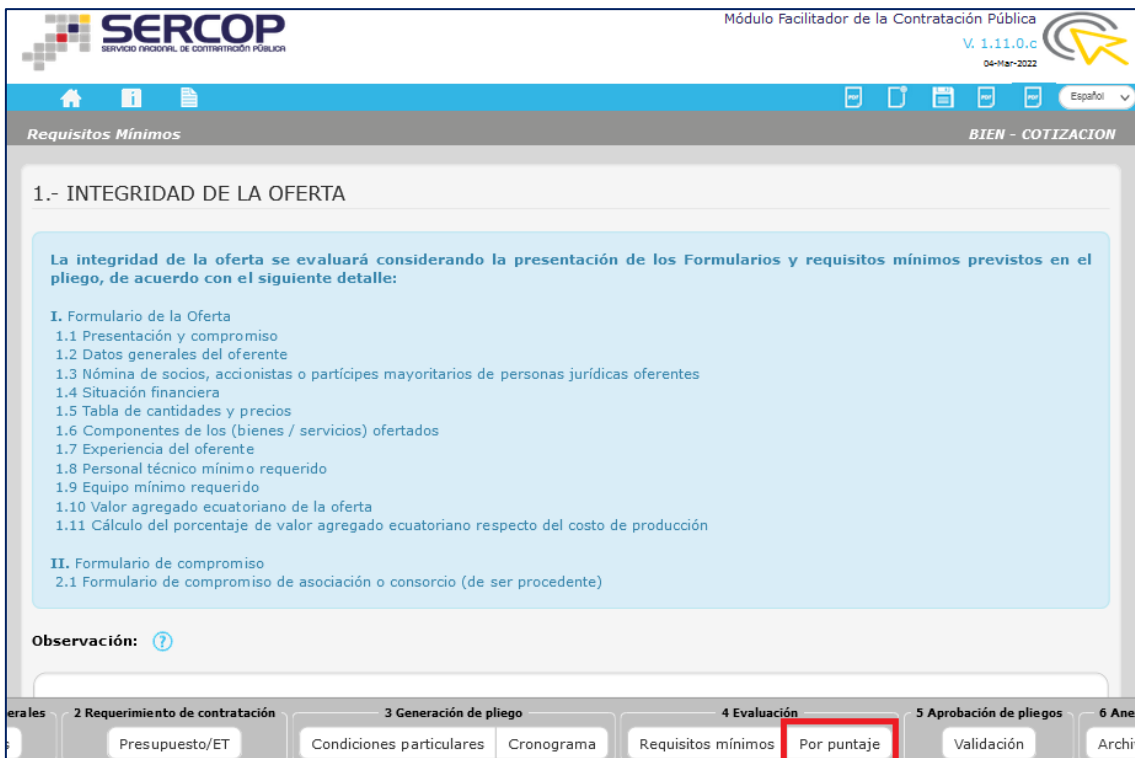 SERCOP
SERVICIO NACIONAL DE CONTRATACIÓN PÚBLICA
Módulo Facilitador de la Contratación Pública
V. 1.11.0.c
04-Mar-2022
PDF PDF PDF Español
Requisitos Mínimos BIEN - COTIZACION
1.- INTEGRIDAD DE LA OFERTA
La integridad de la oferta se evaluará considerando la presentación de los Formularios y requisitos mínimos previstos en el
pliego, de acuerdo con el siguiente detalle:
I. Formulario de la Oferta
1.1 Presentación y compromiso
1.2 Datos generales del oferente
1.3 Nómina de socios, accionistas o partícipes mayoritarios de personas jurídicas oferentes
1.4 Situación financiera
1.5 Tabla de cantidades y precios
1.6 Componentes de los (bienes / servicios) ofertados
1.7 Experiencia del oferente
1.8 Personal técnico mínimo requerido
1.9 Equipo mínimo requerido
1.10 Valor agregado ecuatoriano de la oferta
1.11 Cálculo del porcentaje de valor agregado ecuatoriano respecto del costo de producción
II. Formulario de compromiso
2.1 Formulario de compromiso de asociación o consorcio (de ser procedente)
Observación: ?
erales 2 Requerimiento de contratación 3 Generación de pliego 4 Evaluación 5 Aprobación de pliegos 6 Ane
s Presupuesto/ET Condiciones particulares Cronograma Requisitos mínimos Por puntaje Validación Archi